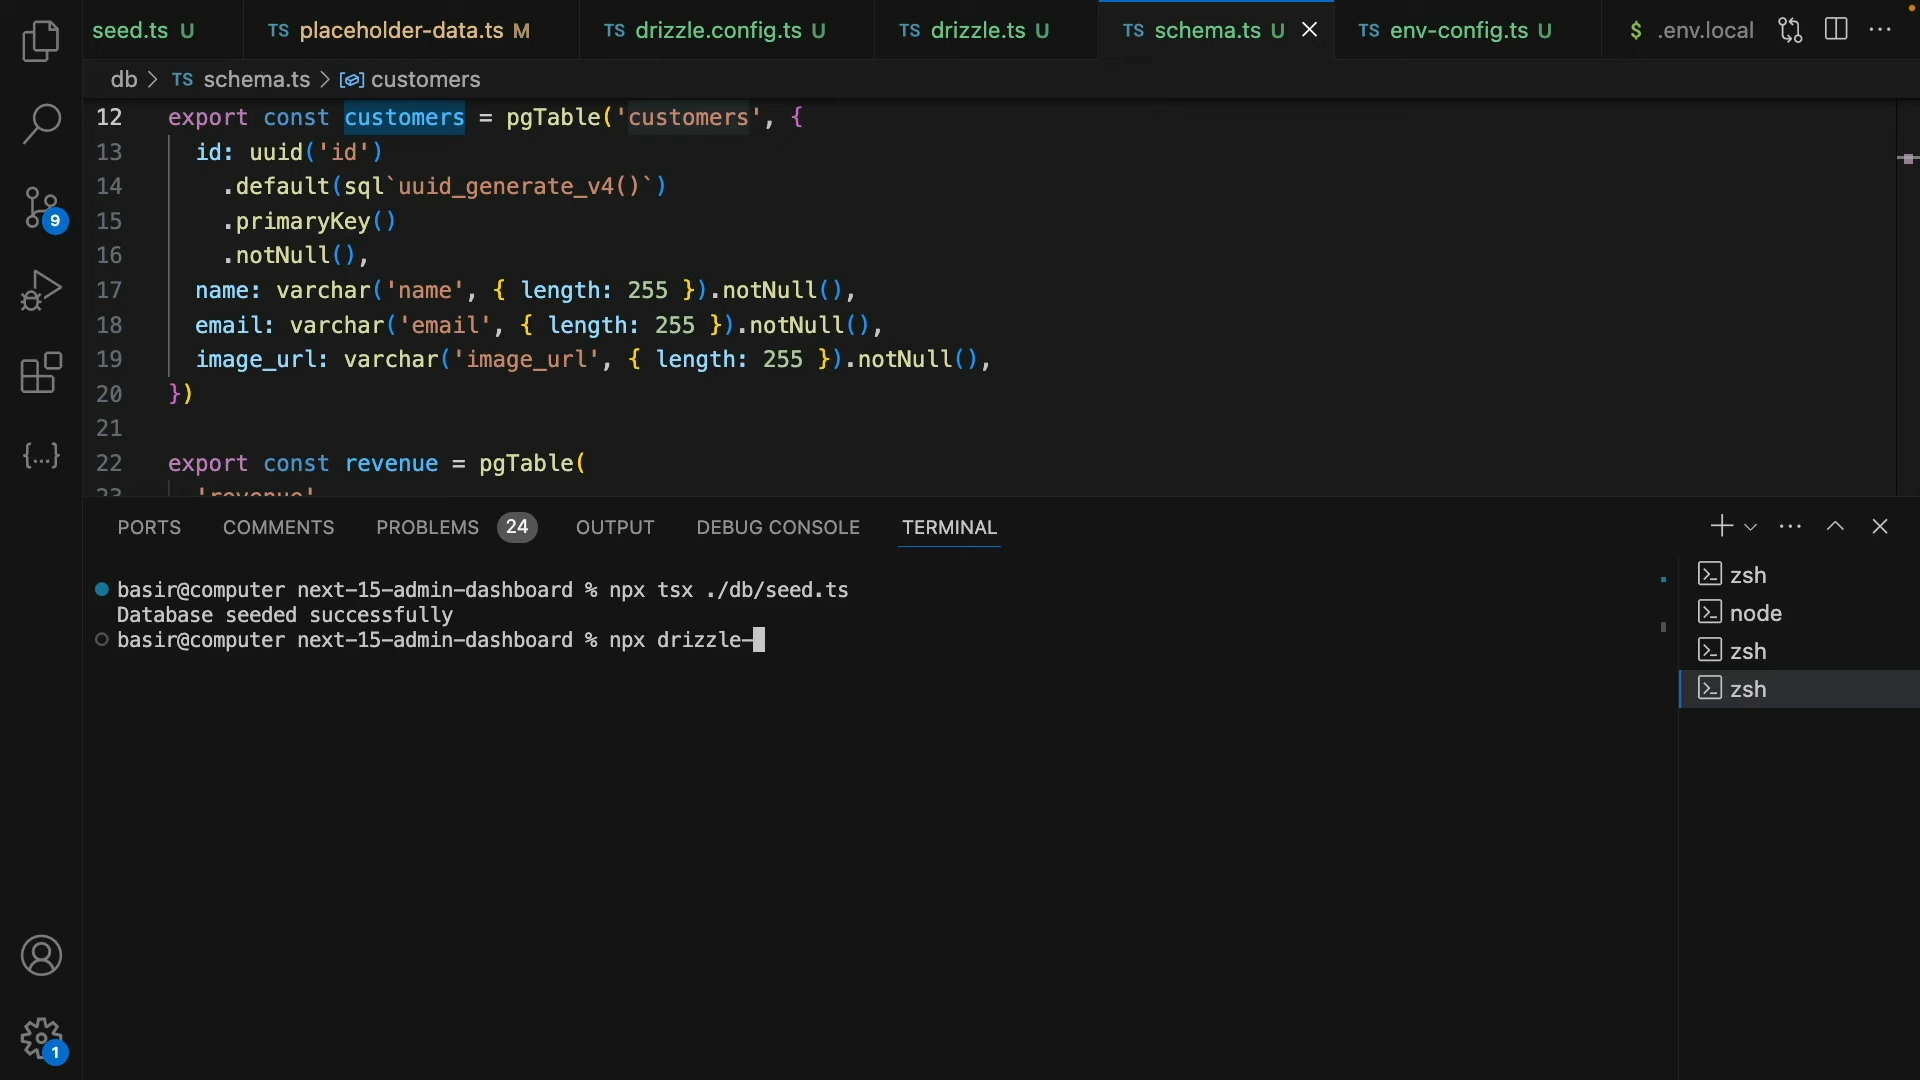 seed.ts U TS placeholder-data.ts M TS drizzle.config.ts U TS drizzle.ts U TS schema.ts U TS env-config.ts U $ .env.local
db > TS schema.ts > customers
12 export const customers = pgTable('customers', {
13 id: uuid('id')
14 .default(sql`uuid_generate_v4()`)
15 .primaryKey()
16 .notNull(),
17 name: varchar('name', { length: 255 }).notNull(),
18 email: varchar('email', { length: 255 }).notNull(),
19 image_url: varchar('image_url', { length: 255 }).notNull(),
20 })
21
22 export const revenue = pgTable(
23 'revenue'
9
{...}
PORTS COMMENTS PROBLEMS 24 OUTPUT DEBUG CONSOLE TERMINAL
basir@computer next-15-admin-dashboard % npx tsx ./db/seed.ts
Database seeded successfully
basir@computer next-15-admin-dashboard % npx drizzle-
zsh
node
zsh
zsh
1